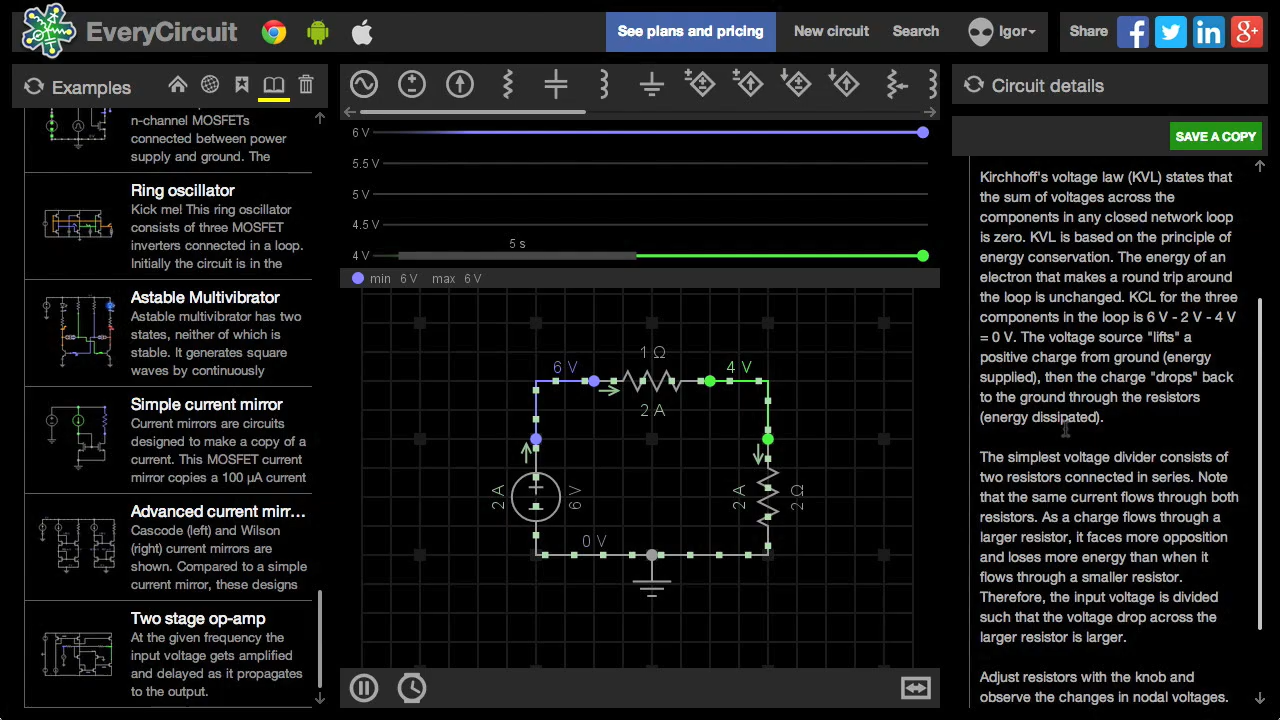 EveryCircuit
See plans and pricing
New circuit
Search
Igor
Share
f
in
g+
Examples
n-channel MOSFETs
connected between power
supply and ground. The
Ring oscillator
Kick me! This ring oscillator
consists of three MOSFET
inverters connected in a loop.
Initially the circuit is in the
Astable Multivibrator
Astable multivibrator has two
states, neither of which is
stable. It generates square
waves by continuously
Simple current mirror
Current mirrors are circuits
designed to make a copy of a
current. This MOSFET current
mirror copies a 100 µA current
Advanced current mirr...
Cascode (left) and Wilson
(right) current mirrors are
shown. Compared to a simple
current mirror, these designs
Two stage op-amp
At the given frequency the
input voltage gets amplified
and delayed as it propagates
to the output.
6 V
5.5 V
5 V
4.5 V
4 V
5 s
min 6 V max 6 V
1 Ω
6 V
4 V
2 A
2 A
6 V
2 A
2 Ω
0 V
Circuit details
SAVE A COPY
Kirchhoff's voltage law (KVL) states that
the sum of voltages across the
components in any closed network loop
is zero. KVL is based on the principle of
energy conservation. The energy of an
electron that makes a round trip around
the loop is unchanged. KCL for the three
components in the loop is 6 V - 2 V - 4 V
= 0 V. The voltage source "lifts" a
positive charge from ground (energy
supplied), then the charge "drops" back
to the ground through the resistors
(energy dissipated).
The simplest voltage divider consists of
two resistors connected in series. Note
that the same current flows through both
resistors. As a charge flows through a
larger resistor, it faces more opposition
and loses more energy than when it
flows through a smaller resistor.
Therefore, the input voltage is divided
such that the voltage drop across the
larger resistor is larger.
Adjust resistors with the knob and
observe the changes in nodal voltages.